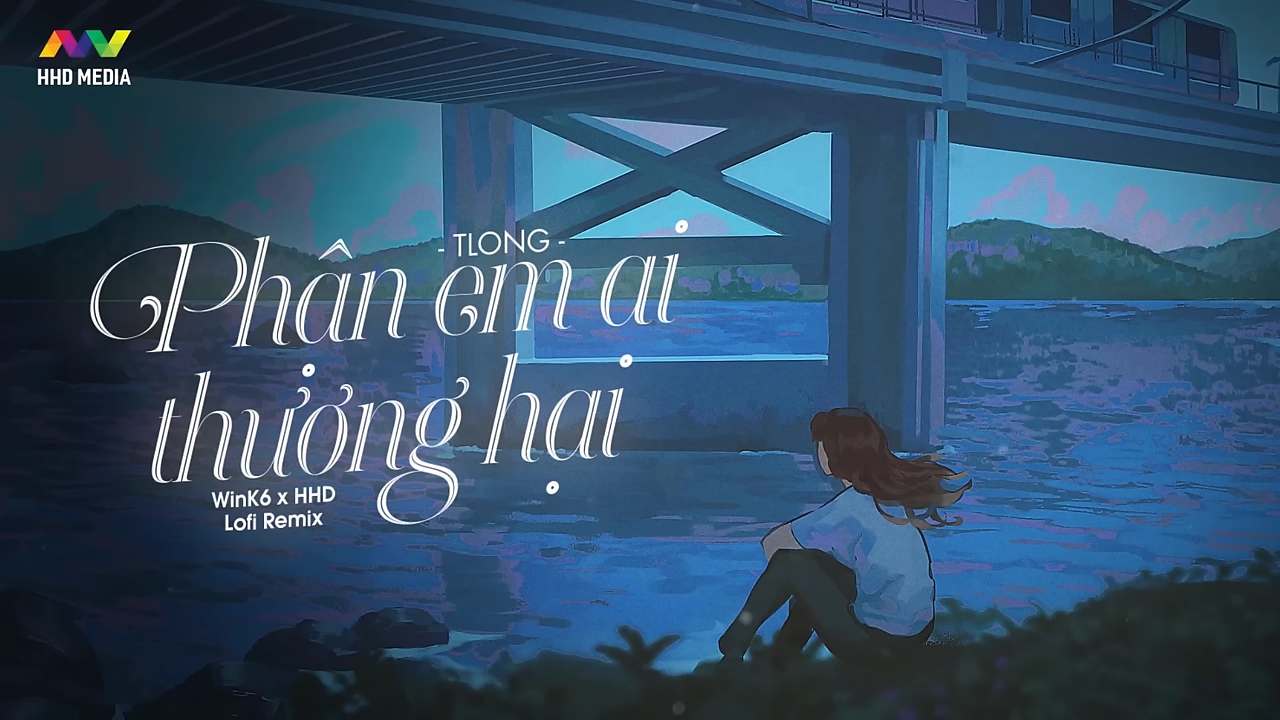 HHD MEDIA
- TLONG -
Phận em ai
thương hại
WinK6 x HHD
Lofi Remix